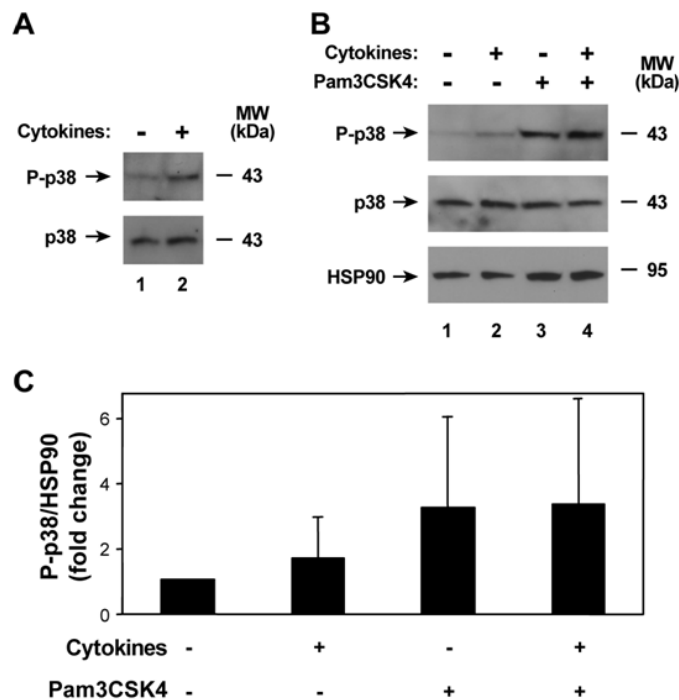 A
Cytokines: - + MW (kDa)
P-p38 → – 43
p38 → – 43
1 2
B
Cytokines: - + - + MW
Pam3CSK4: - - + + (kDa)
P-p38 → – 43
p38 → – 43
HSP90 → – 95
1 2 3 4
C
P-p38/HSP90
(fold change)
6
4
2
0
Cytokines - + - +
Pam3CSK4 - - + +